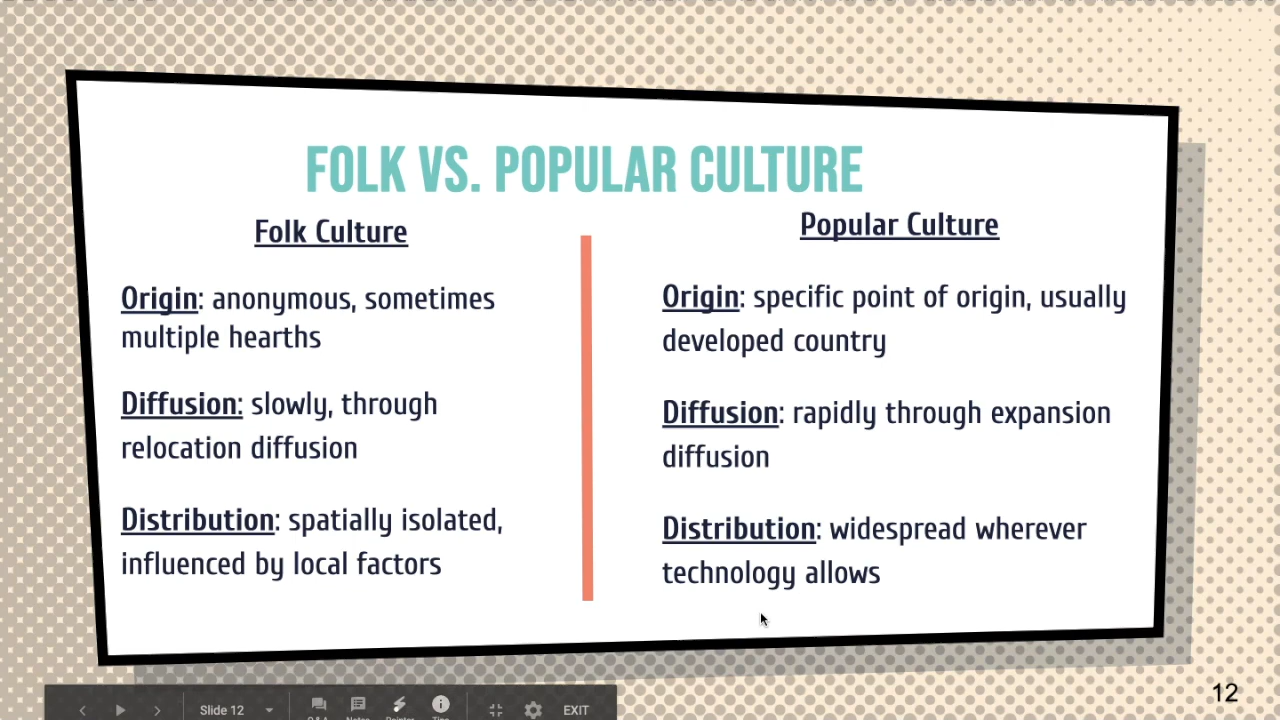 FOLK VS. POPULAR CULTURE
Folk Culture
Origin: anonymous, sometimes
multiple hearths
Diffusion: slowly, through
relocation diffusion
Distribution: spatially isolated,
influenced by local factors
Popular Culture
Origin: specific point of origin, usually
developed country
Diffusion: rapidly through expansion
diffusion
Distribution: widespread wherever
technology allows
12
Slide 12
EXIT